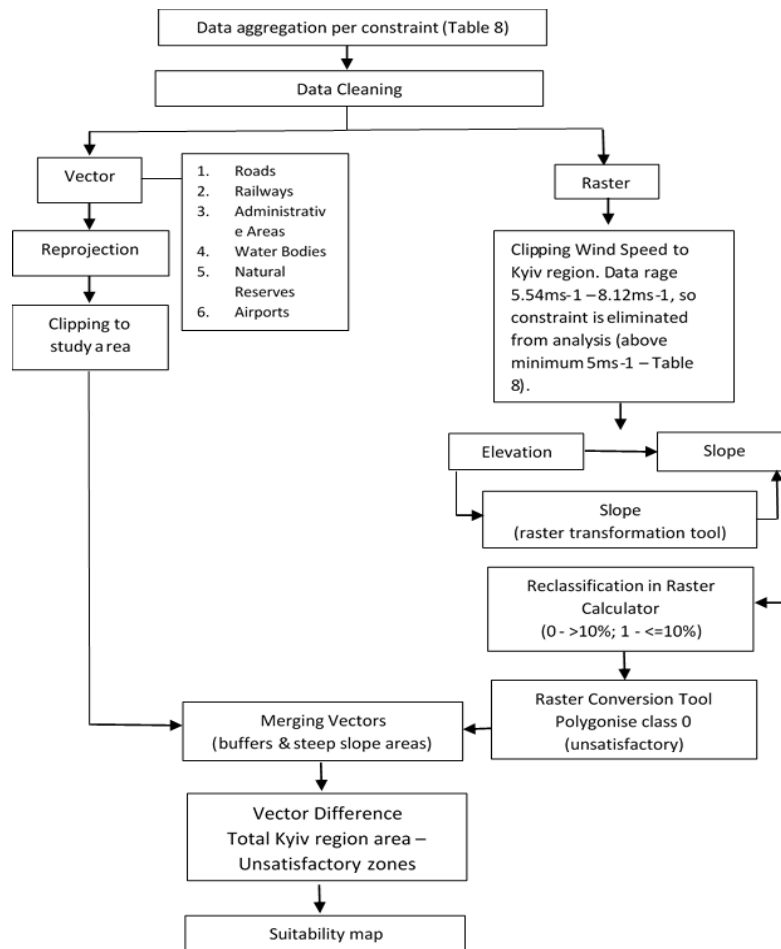 Data aggregation per constraint (Table 8)
Data Cleaning
Vector
1. Roads
2. Railways
3. Administrativ
e Areas
4. Water Bodies
5. Natural
Reserves
6. Airports
Raster
Reprojection
Clipping to
study a rea
Clipping Wind Speed to
Kyiv region. Data rage
5.54ms-1 – 8.12ms-1, so
constraint is eliminated
from analysis (above
minimum 5ms-1 – Table
8).
Elevation
Slope
Slope
(raster transformation tool)
Reclassification in Raster
Calculator
(0 - >10%; 1 - <=10%)
Raster Conversion Tool
Polygonise class 0
(unsatisfactory)
Merging Vectors
(buffers & steep slope areas)
Vector Difference
Total Kyiv region area –
Unsatisfactory zones
Suitability map